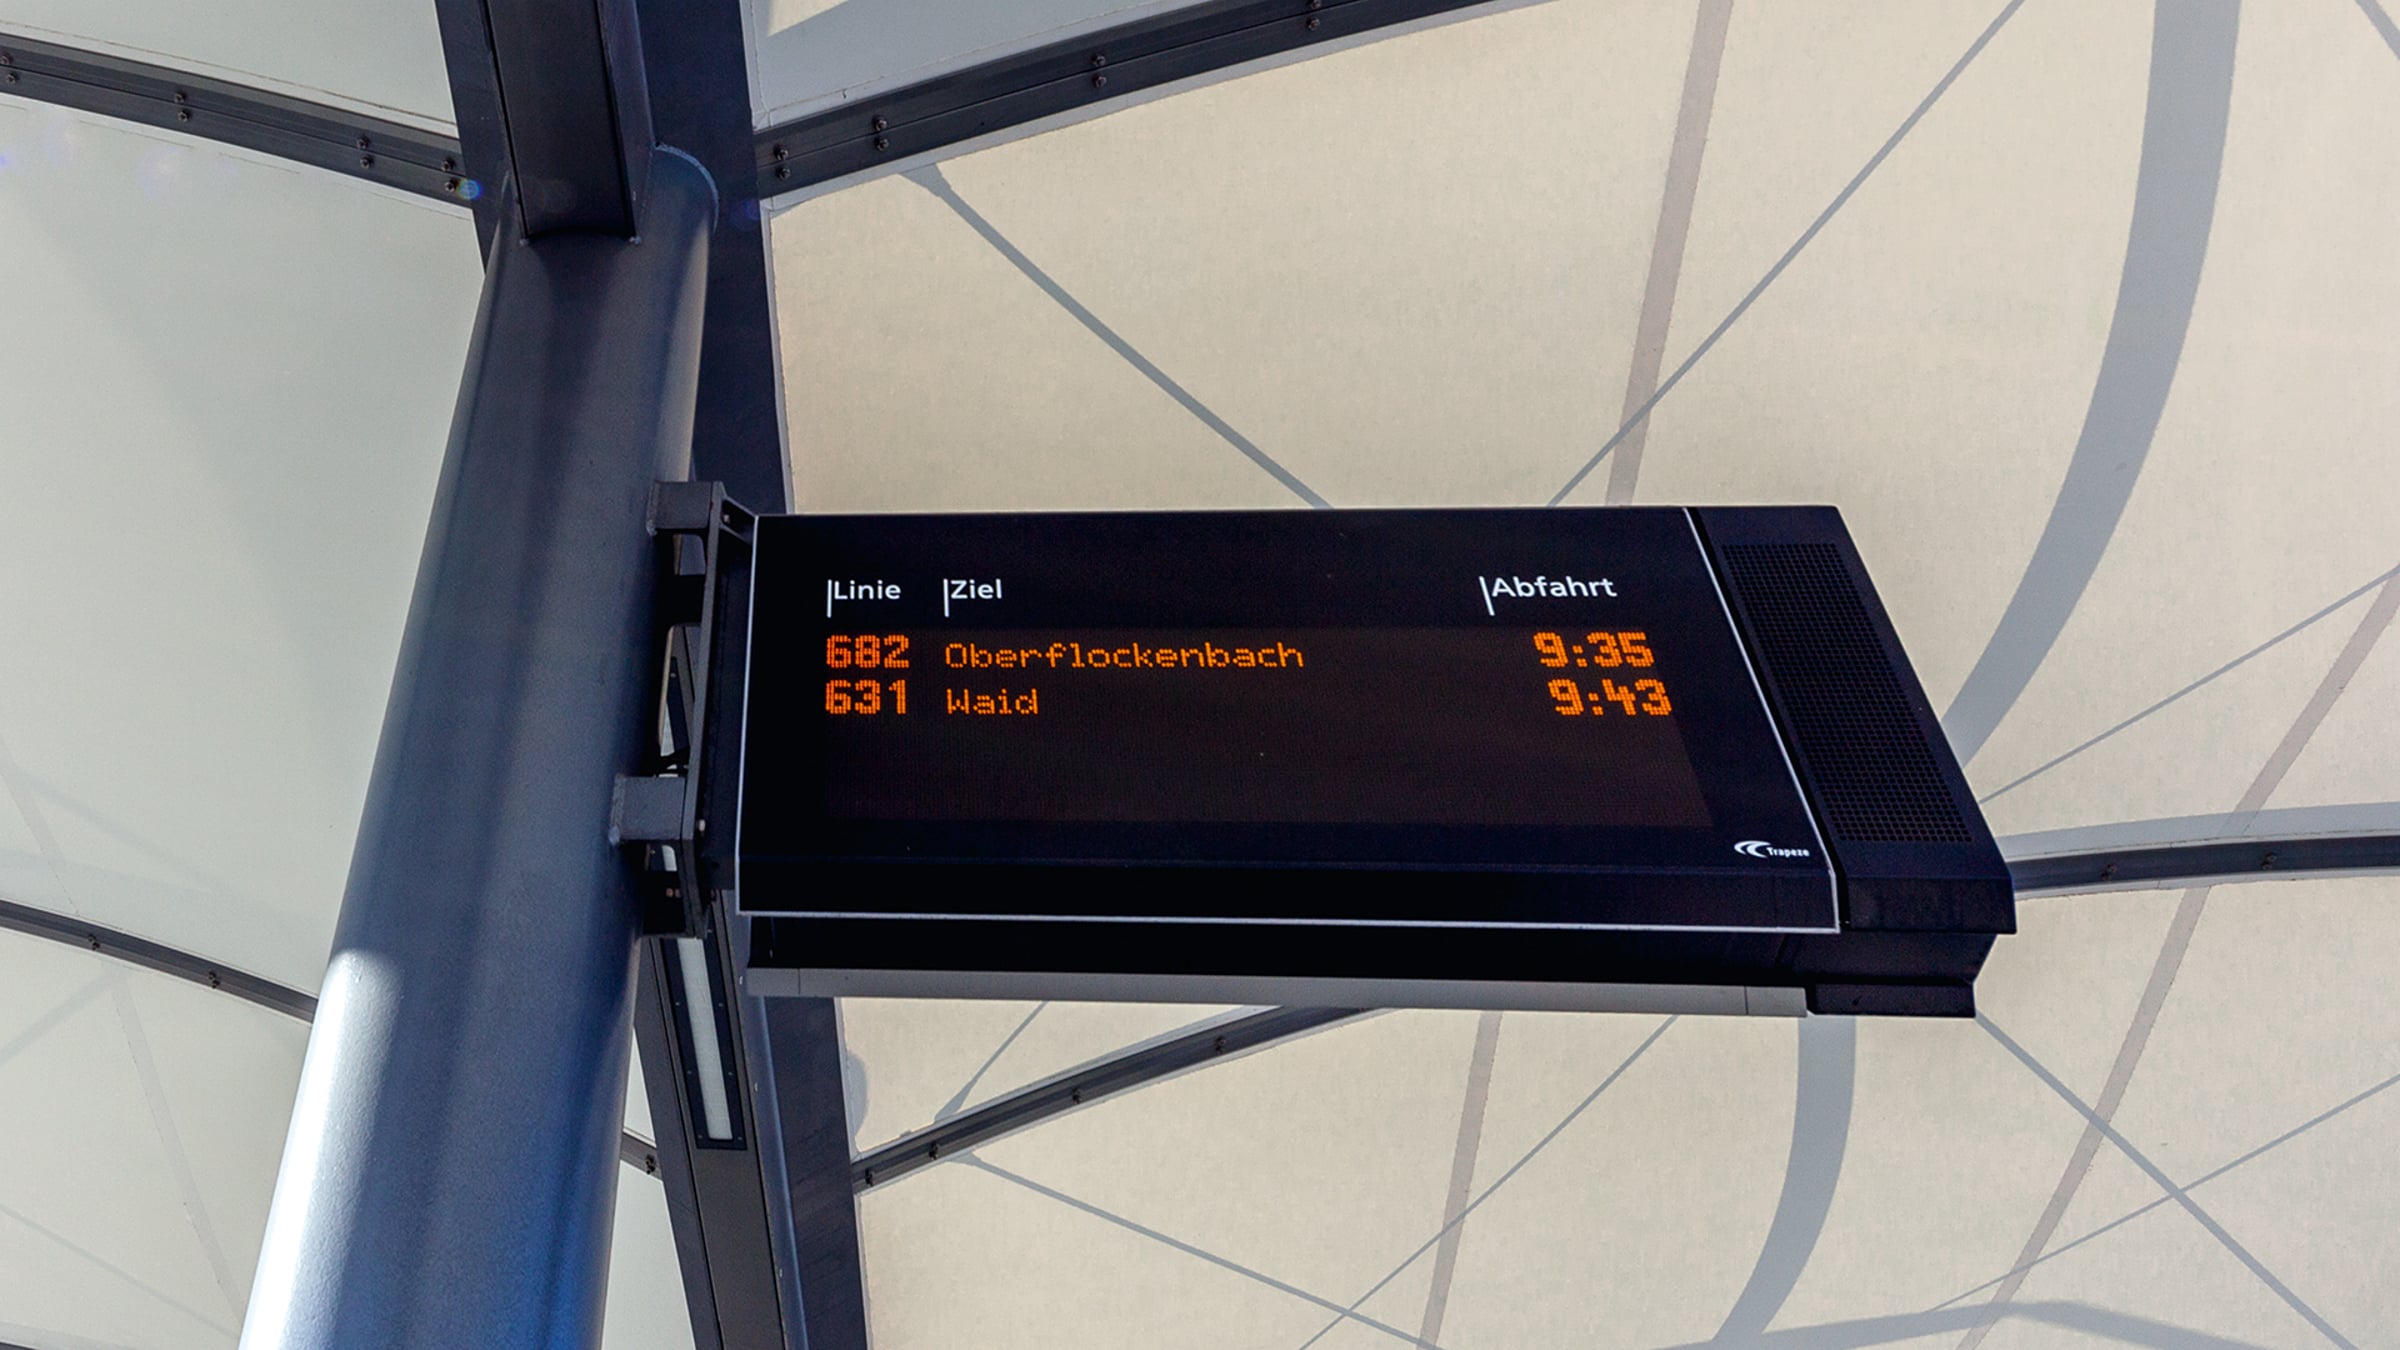 Linie Ziel Abfahrt
682 Oberflockenbach 9:35
631 Waid 9:43
Trapeze